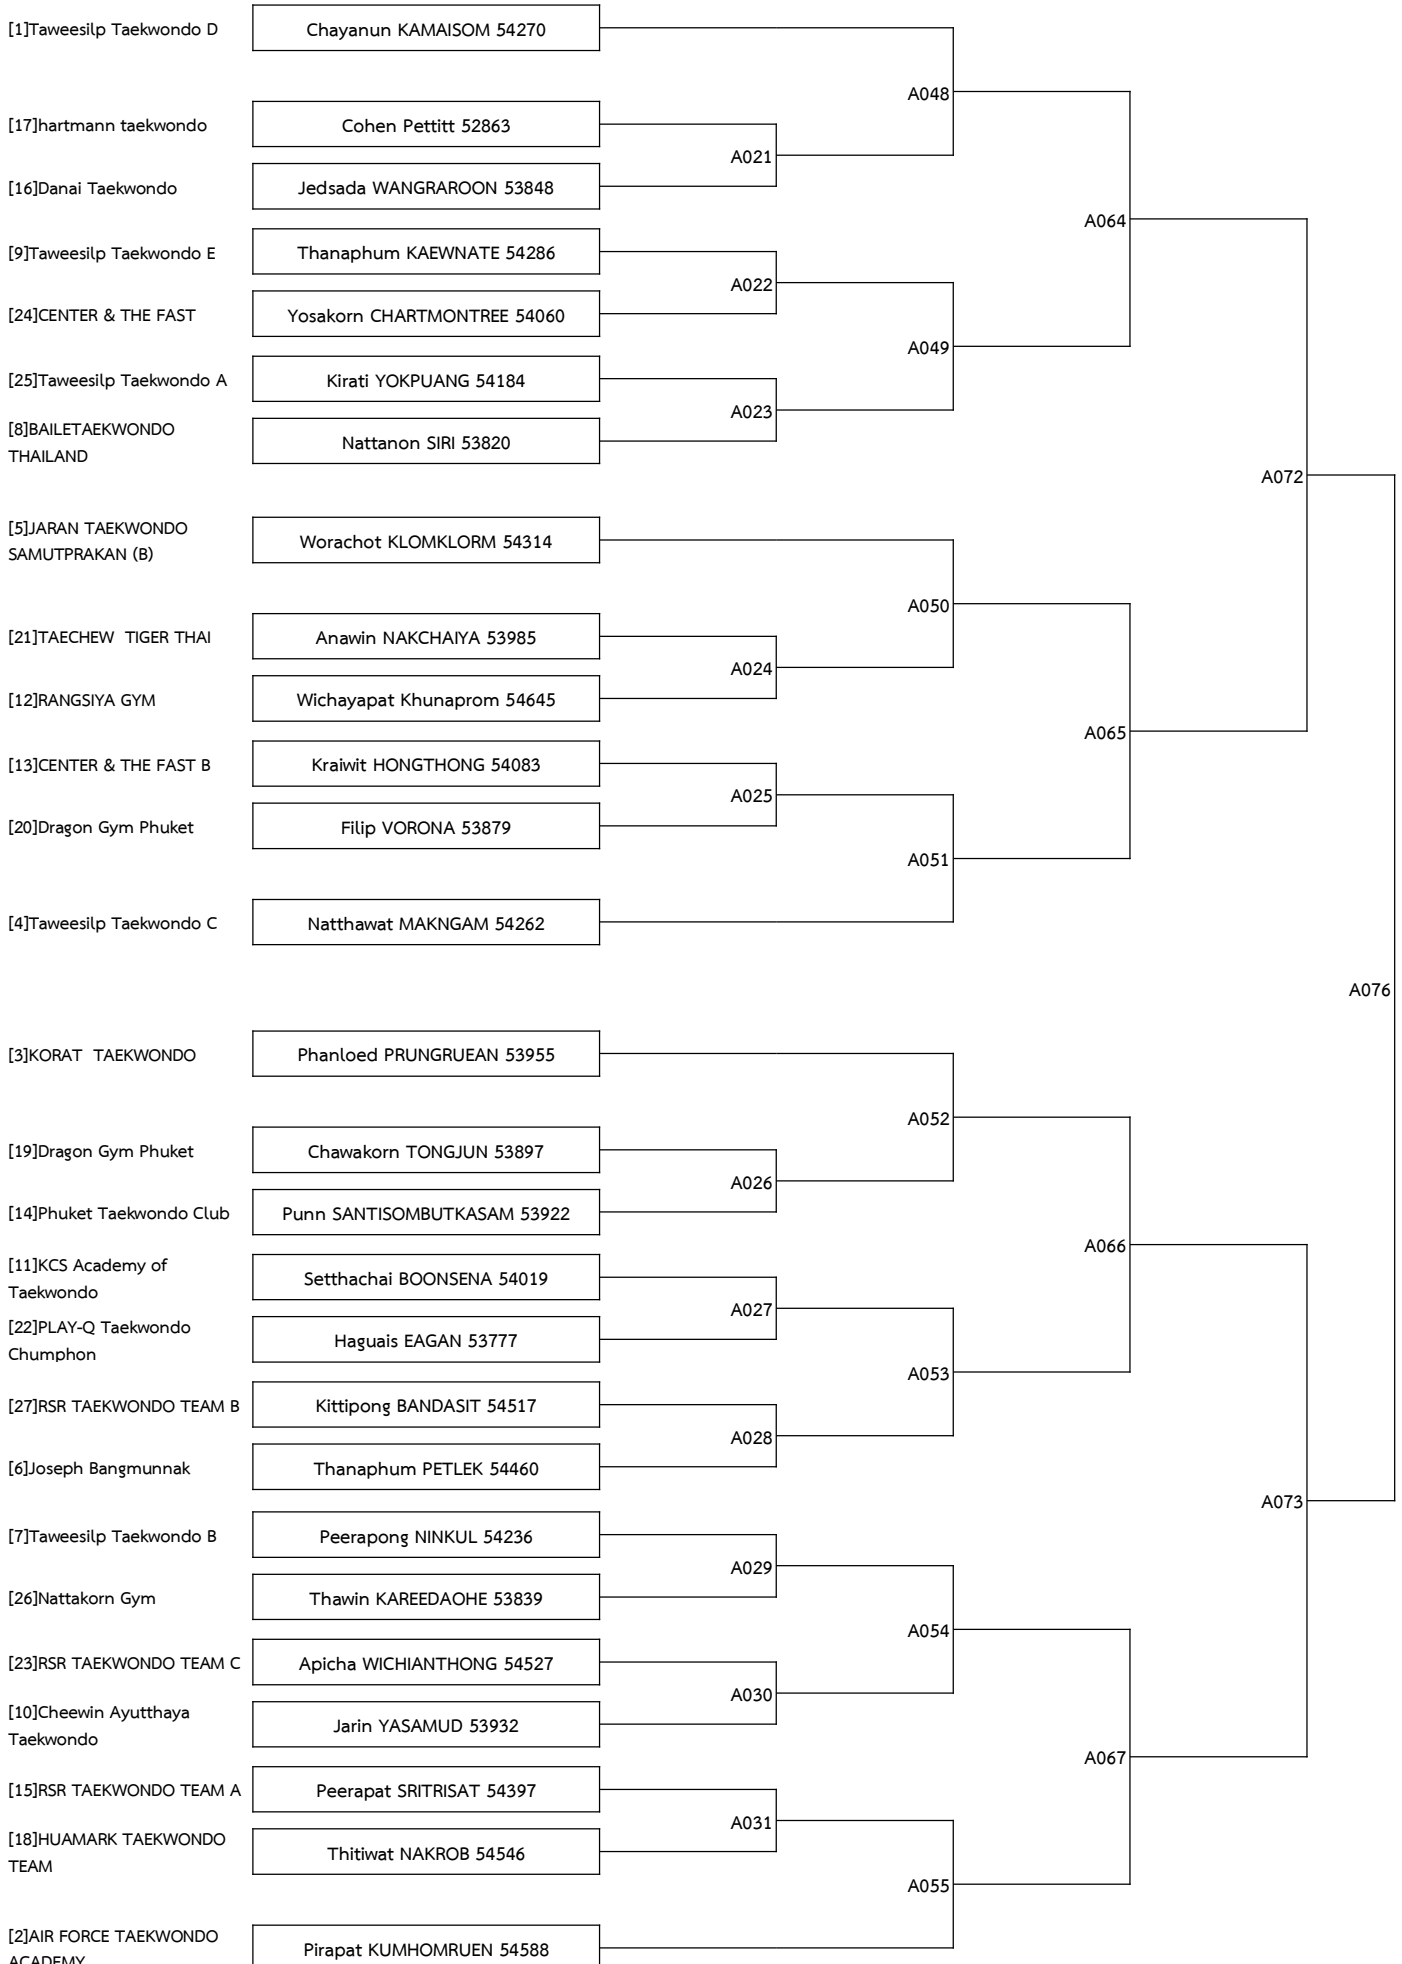 [1]Taweesilp Taekwondo D
Chayanun KAMAISOM 54270
A048
[17]hartmann taekwondo
Cohen Pettitt 52863
A021
[16]Danai Taekwondo
Jedsada WANGRAROON 53848
A064
[9]Taweesilp Taekwondo E
Thanaphum KAEWNATE 54286
A022
[24]CENTER & THE FAST
Yosakorn CHARTMONTREE 54060
A049
[25]Taweesilp Taekwondo A
Kirati YOKPUANG 54184
A023
[8]BAILETAEKWONDO
THAILAND
Nattanon SIRI 53820
A072
[5]JARAN TAEKWONDO
SAMUTPRAKAN (B)
Worachot KLOMKLORM 54314
A050
[21]TAECHEW  TIGER THAI
Anawin NAKCHAIYA 53985
A024
[12]RANGSIYA GYM
Wichayapat Khunaprom 54645
A065
[13]CENTER & THE FAST B
Kraiwit HONGTHONG 54083
A025
[20]Dragon Gym Phuket
Filip VORONA 53879
A051
[4]Taweesilp Taekwondo C
Natthawat MAKNGAM 54262
A076
[3]KORAT  TAEKWONDO
Phanloed PRUNGRUEAN 53955
A052
[19]Dragon Gym Phuket
Chawakorn TONGJUN 53897
A026
[14]Phuket Taekwondo Club
Punn SANTISOMBUTKASAM 53922
A066
[11]KCS Academy of
Taekwondo
Setthachai BOONSENA 54019
A027
[22]PLAY-Q Taekwondo
Chumphon
Haguais EAGAN 53777
A053
[27]RSR TAEKWONDO TEAM B
Kittipong BANDASIT 54517
A028
[6]Joseph Bangmunnak
Thanaphum PETLEK 54460
A073
[7]Taweesilp Taekwondo B
Peerapong NINKUL 54236
A029
[26]Nattakorn Gym
Thawin KAREEDAOHE 53839
A054
[23]RSR TAEKWONDO TEAM C
Apicha WICHIANTHONG 54527
A030
[10]Cheewin Ayutthaya
Taekwondo
Jarin YASAMUD 53932
A067
[15]RSR TAEKWONDO TEAM A
Peerapat SRITRISAT 54397
A031
[18]HUAMARK TAEKWONDO
TEAM
Thitiwat NAKROB 54546
A055
[2]AIR FORCE TAEKWONDO
ACADEMY
Pirapat KUMHOMRUEN 54588